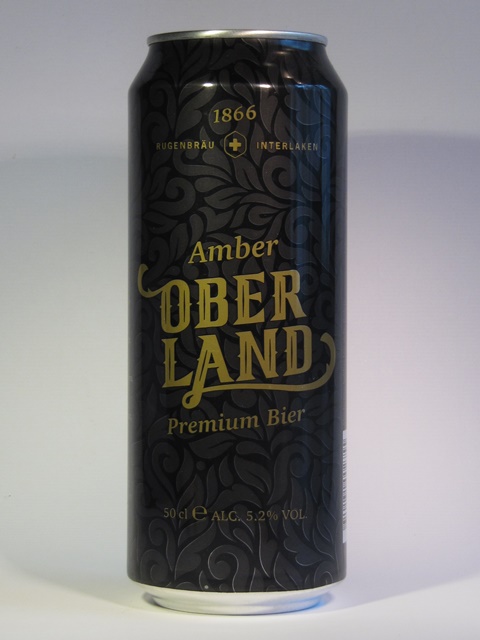 1866
RUGENBRÄU INTERLAKEN
Amber
OBER
LAND
Premium Bier
50 cl ℮ ALC. 5.2% VOL.